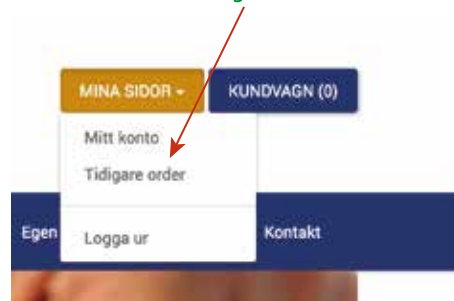 MINA SIDOR KUNDVAGN (0)
Mitt konto
Tidigare order
Egen Logga ur Kontakt